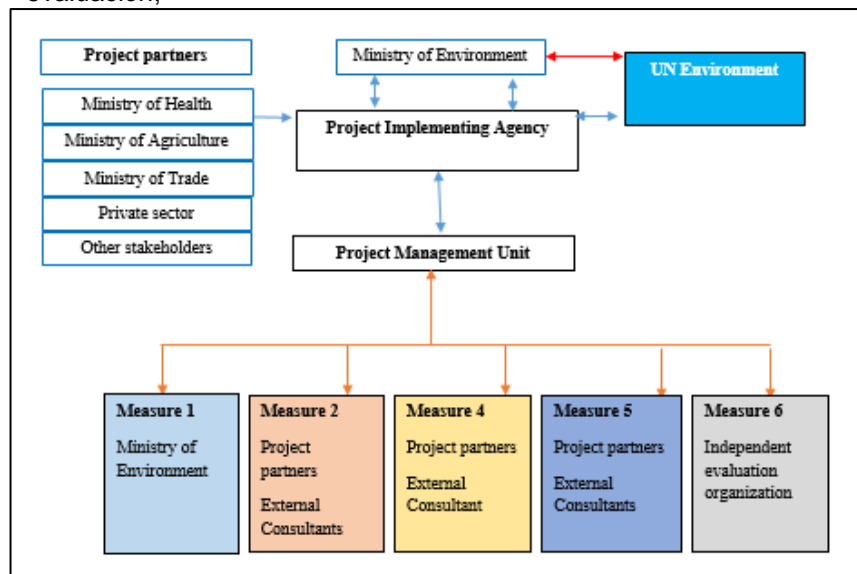 evaluación;
Project partners
Ministry of Health
Ministry of Agriculture
Ministry of Trade
Private sector
Other stakeholders
Ministry of Environment
UN Environment
Project Implementing Agency
Project Management Unit
Measure 1
Ministry of
Environment
Measure 2
Project
partners
External
Consultants
Measure 4
Project partners
External
Consultant
Measure 5
Project partners
External
Consultants
Measure 6
Independent
evaluation
organization